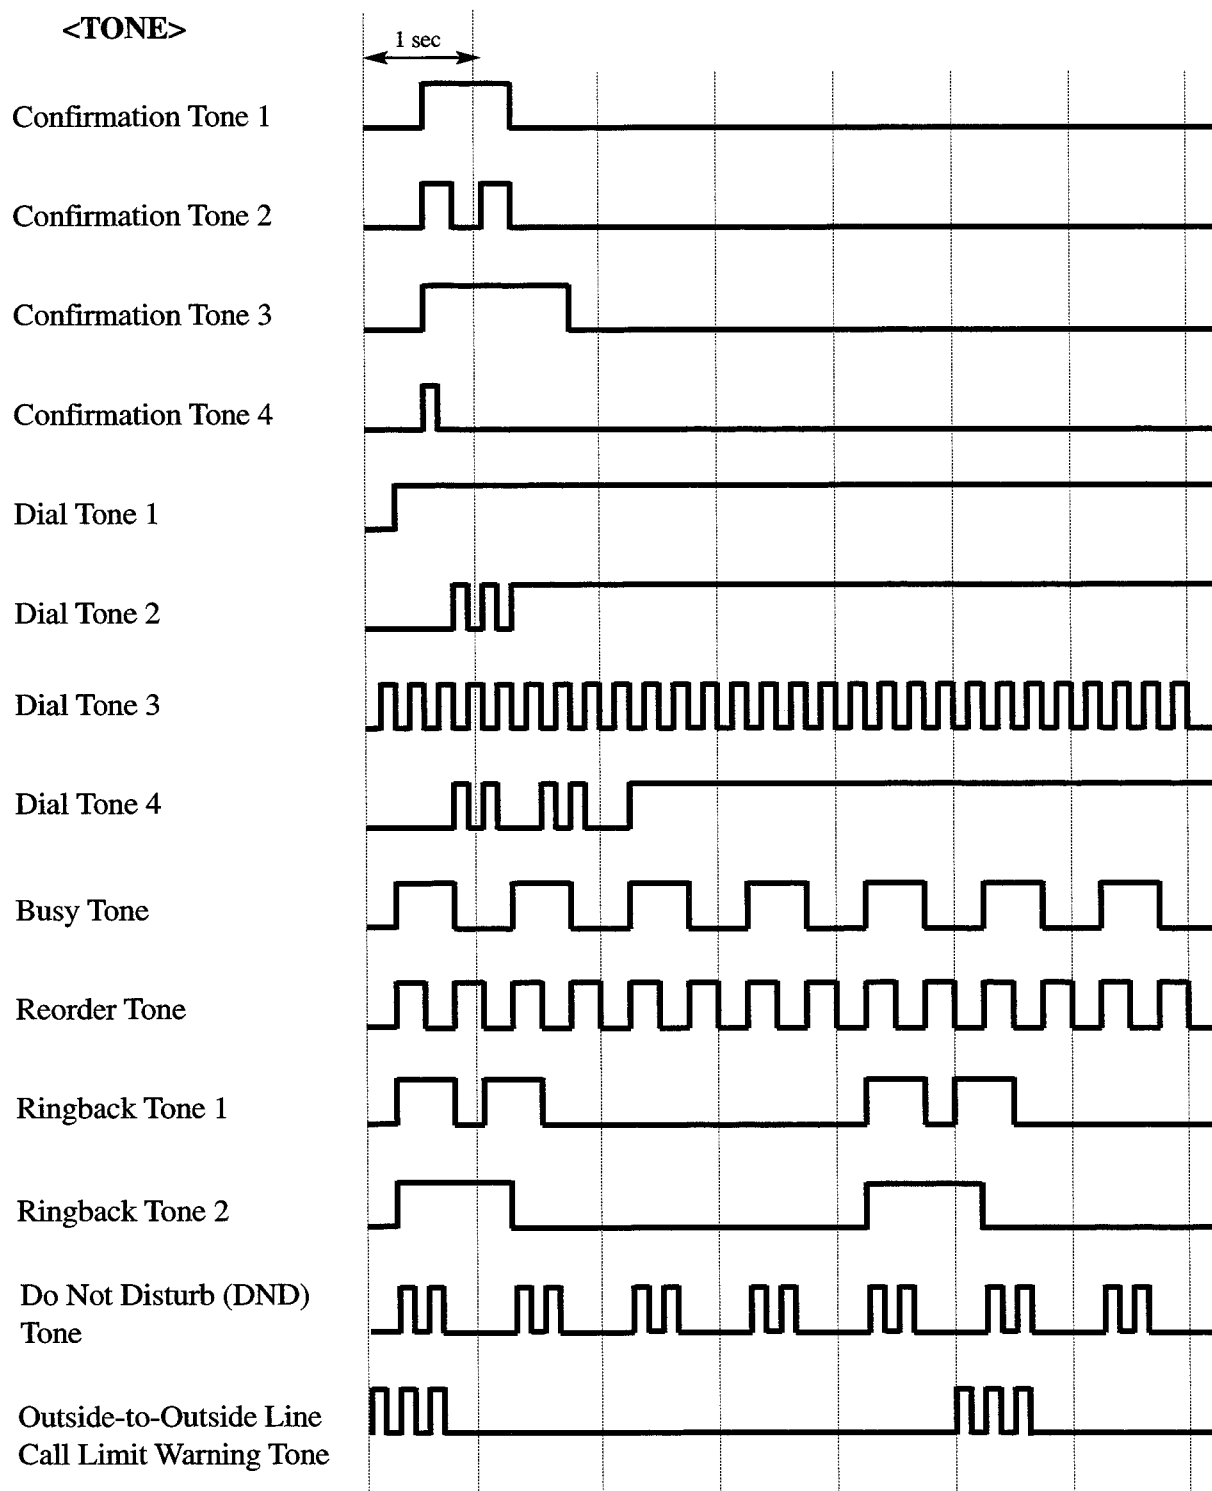 <TONE>
1 sec
Confirmation Tone 1
Confirmation Tone 2
Confirmation Tone 3
Confirmation Tone 4
Dial Tone 1
Dial Tone 2
Dial Tone 3
Dial Tone 4
Busy Tone
Reorder Tone
Ringback Tone 1
Ringback Tone 2
Do Not Disturb (DND)
Tone
Outside-to-Outside Line
Call Limit Warning Tone